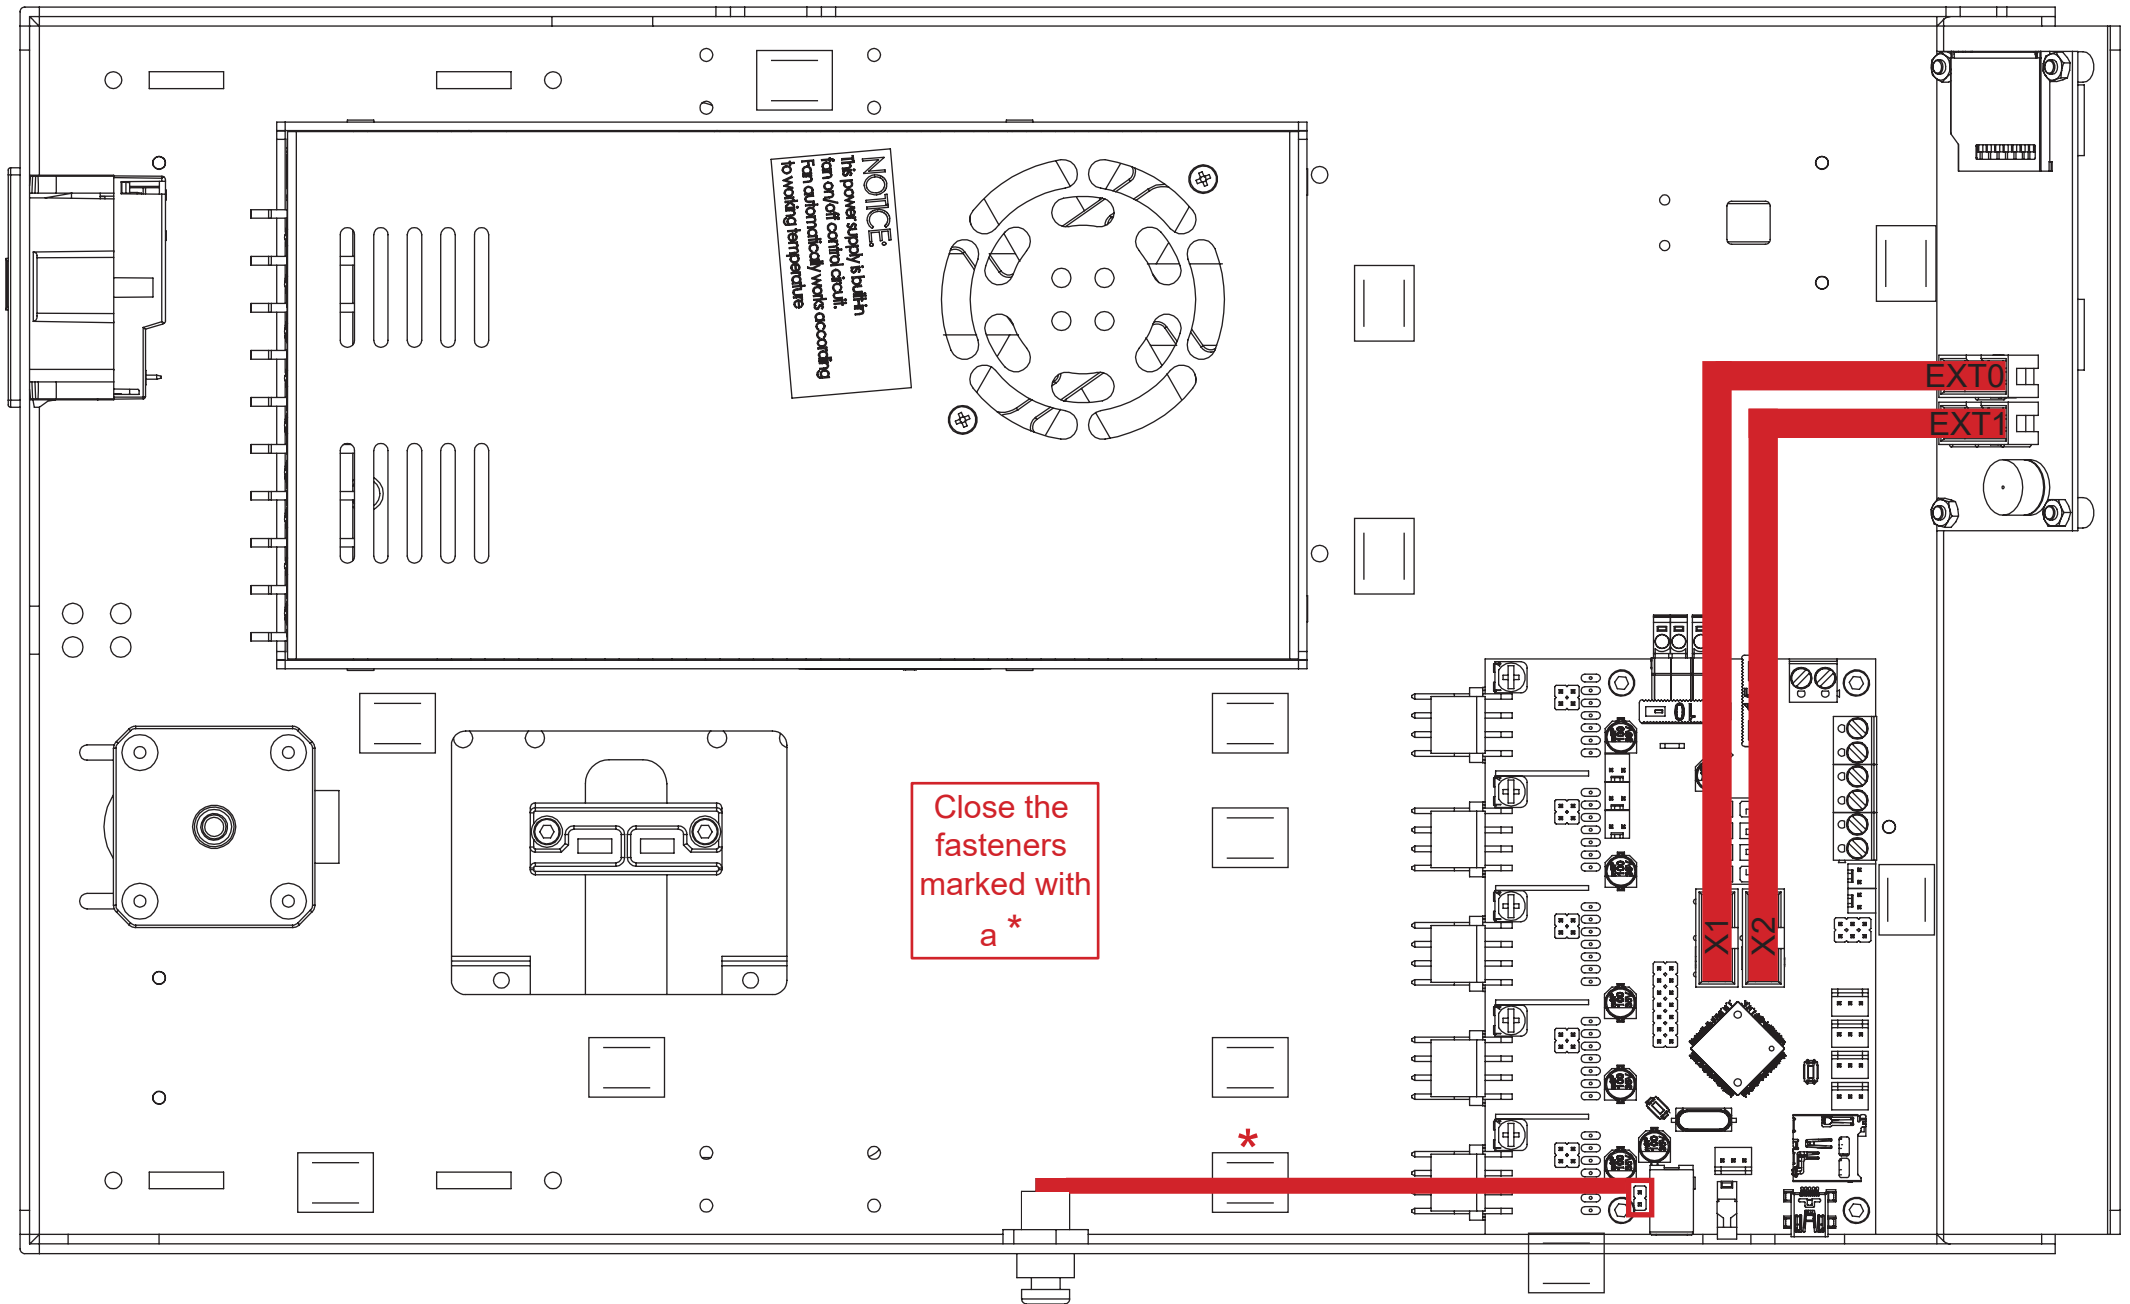 NOTICE:
This power supply is built-in
fan on/off control circuit.
Fan automatically works according
to working temperature
EXT0
EXT1
10
Close the
fasteners
marked with
a *
X1
X2
*